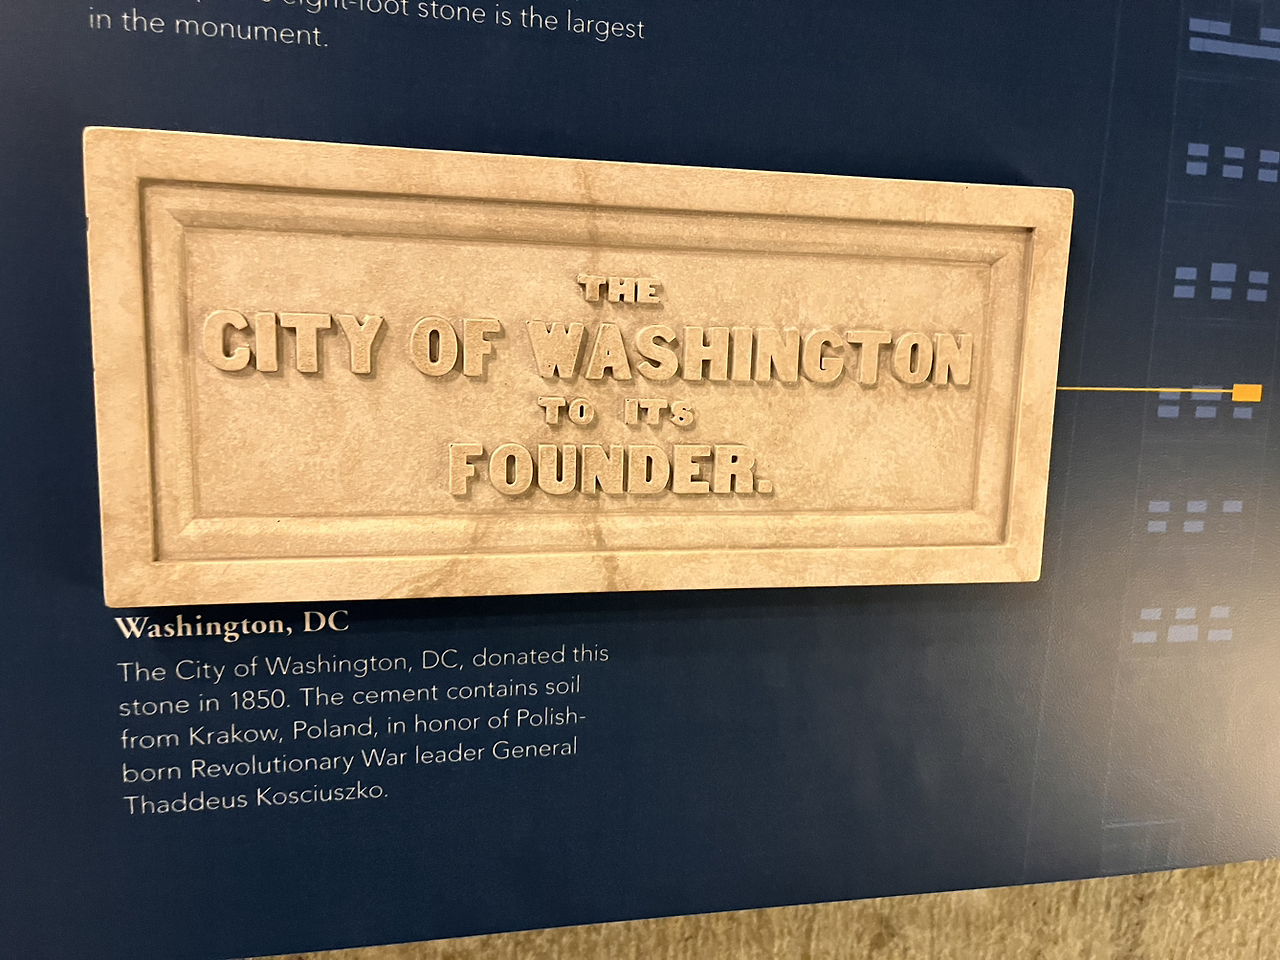 eight-foot stone is the largest
in the monument.
THE
CITY OF WASHINGTON
TO ITS
FOUNDER.
Washington, DC
The City of Washington, DC, donated this
stone in 1850. The cement contains soil
from Krakow, Poland, in honor of Polish-
born Revolutionary War leader General
Thaddeus Kosciuszko.